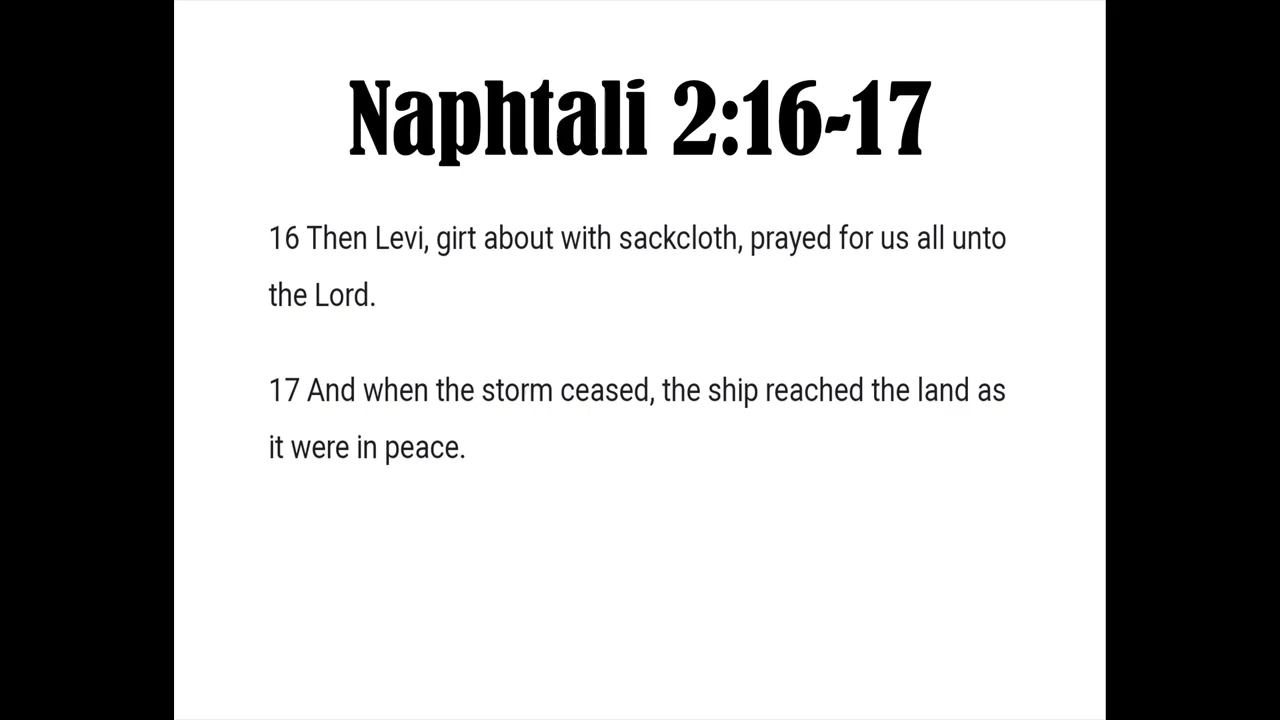 Naphtali 2:16-17
16 Then Levi, girt about with sackcloth, prayed for us all unto
the Lord.
17 And when the storm ceased, the ship reached the land as
it were in peace.